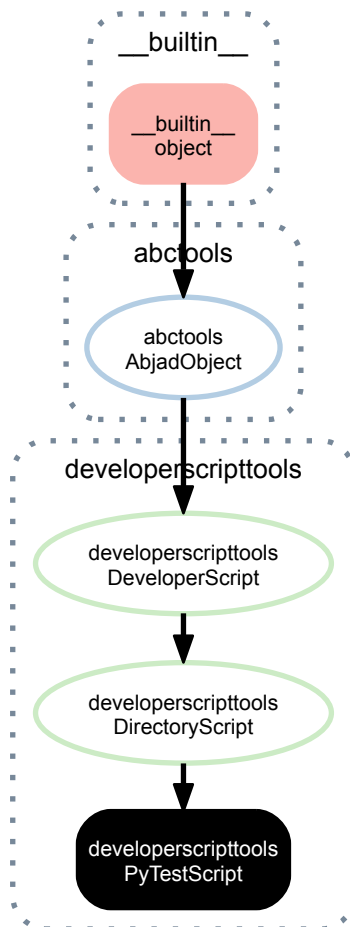 __builtin__
__builtin__
object
abctools
abctools
AbjadObject
developerscripttools
developerscripttools
DeveloperScript
developerscripttools
DirectoryScript
developerscripttools
PyTestScript